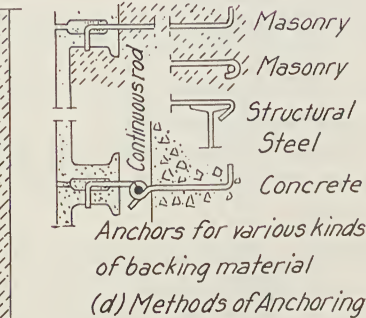 Masonry
Masonry
Continuous rod
Structural
Steel
Concrete
Anchors for various kinds
of backing material
(d) Methods of Anchoring